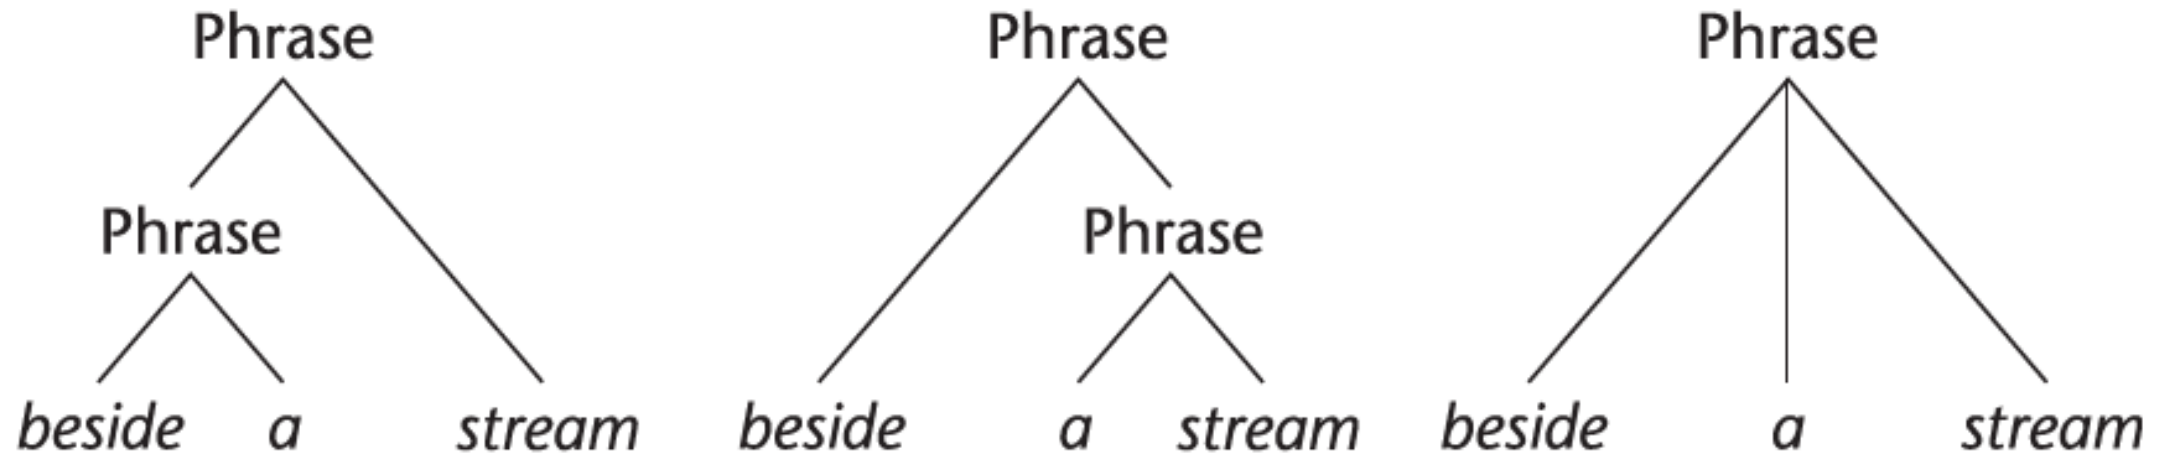 Phrase Phrase Phrase
Phrase Phrase
beside a stream beside a stream beside a stream